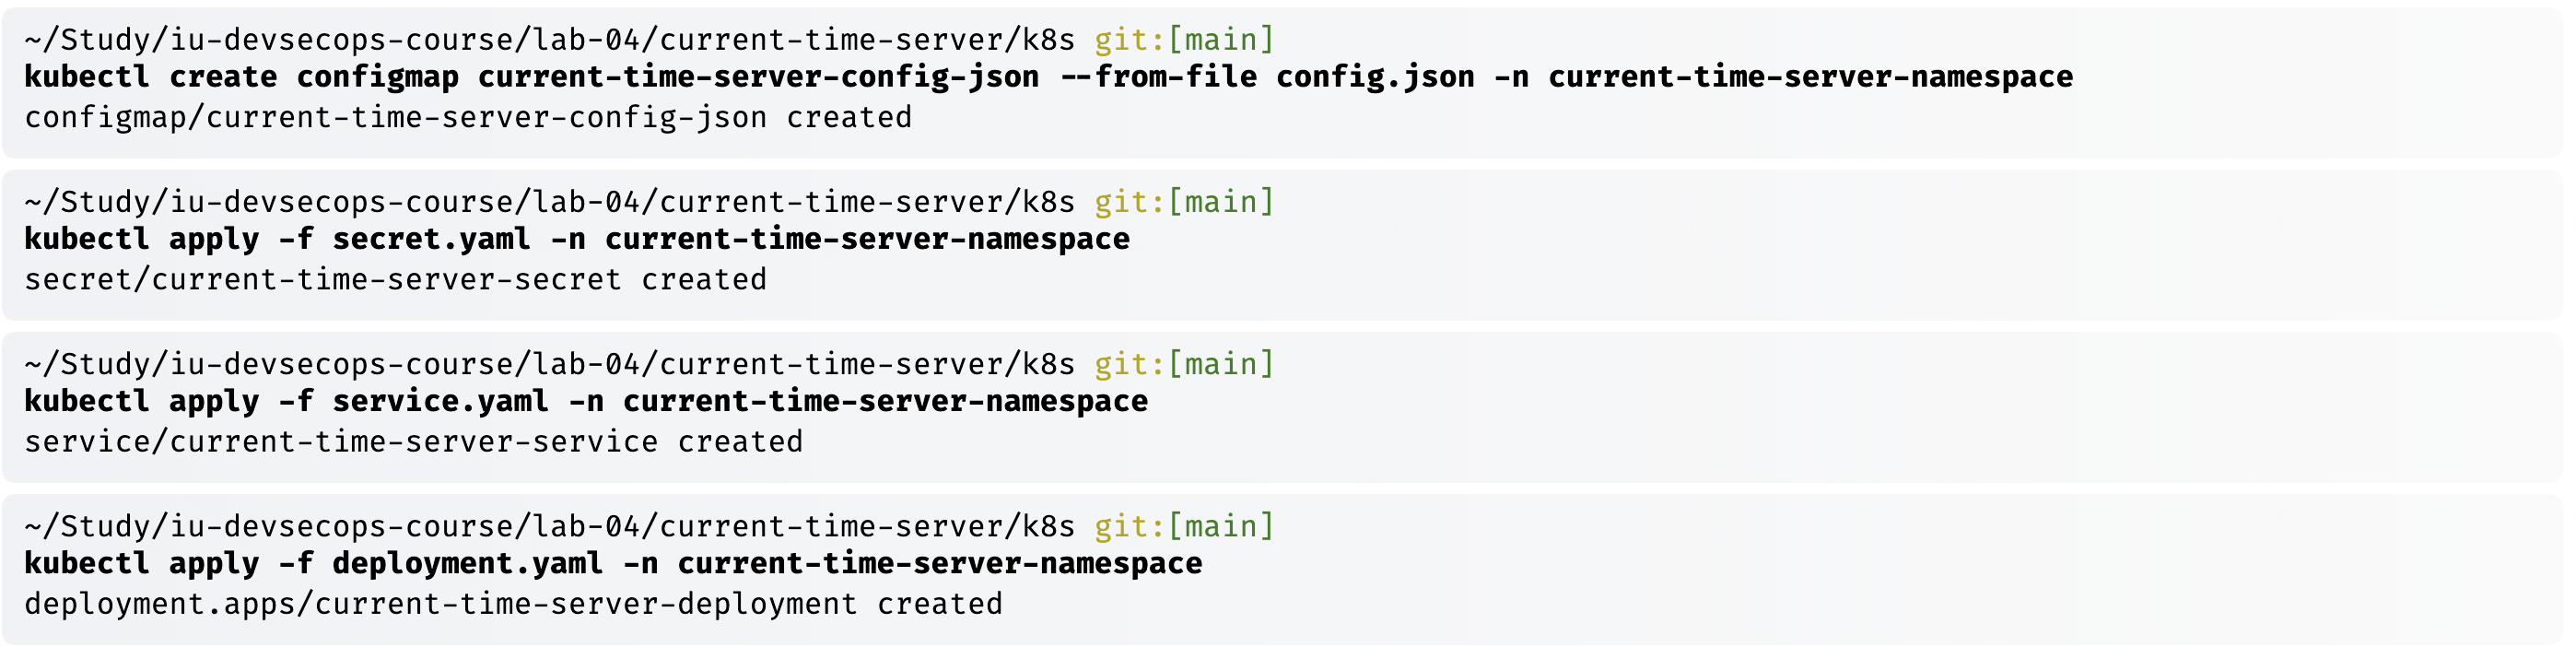 ~/Study/iu-devsecops-course/lab-04/current-time-server/k8s git:[main]
kubectl create configmap current-time-server-config-json --from-file config.json -n current-time-server-namespace
configmap/current-time-server-config-json created
~/Study/iu-devsecops-course/lab-04/current-time-server/k8s git:[main]
kubectl apply -f secret.yaml -n current-time-server-namespace
secret/current-time-server-secret created
~/Study/iu-devsecops-course/lab-04/current-time-server/k8s git:[main]
kubectl apply -f service.yaml -n current-time-server-namespace
service/current-time-server-service created
~/Study/iu-devsecops-course/lab-04/current-time-server/k8s git:[main]
kubectl apply -f deployment.yaml -n current-time-server-namespace
deployment.apps/current-time-server-deployment created